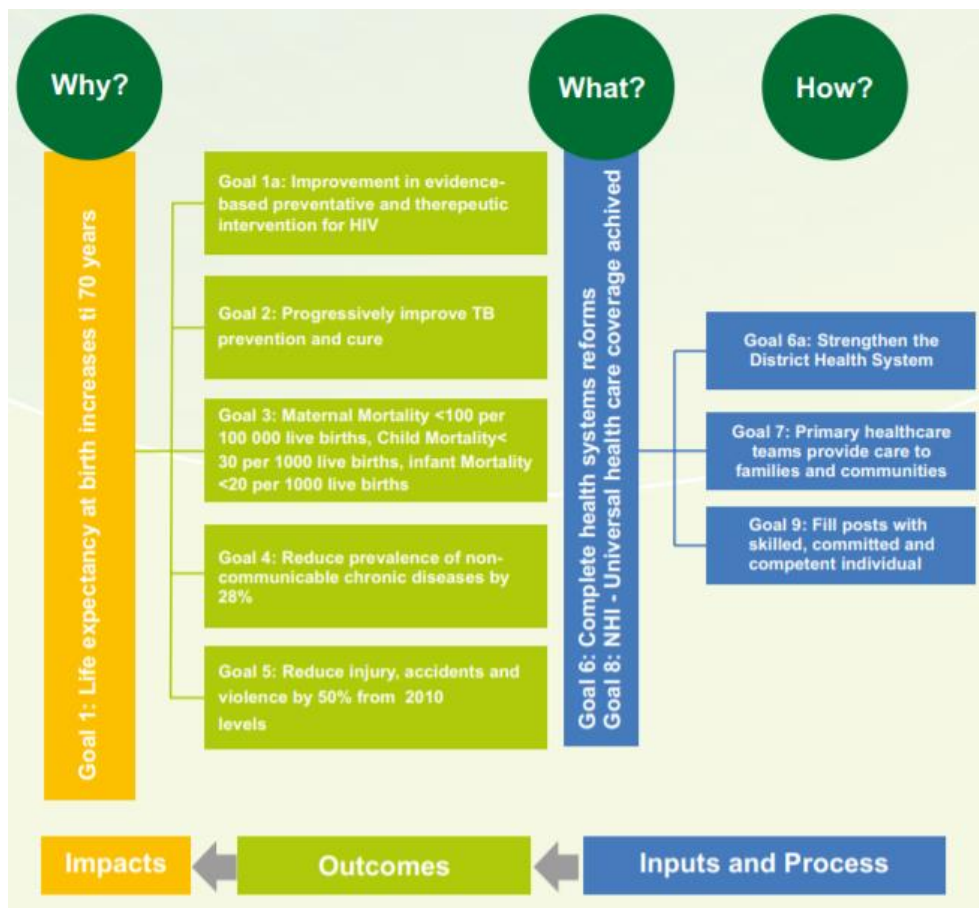 Why?
What?
How?
Goal 1: Life expectancy at birth increases ti 70 years
Goal 1a: Improvement in evidence-
based preventative and therepeutic
intervention for HIV
Goal 2: Progressively improve TB
prevention and cure
Goal 3: Maternal Mortality <100 per
100 000 live births, Child Mortality<
30 per 1000 live births, infant Mortality
<20 per 1000 live births
Goal 4: Reduce prevalence of non-
communicable chronic diseases by
28%
Goal 5: Reduce injury, accidents and
violence by 50% from 2010
levels
Goal 6: Complete health systems reforms
Goal 8: NHI - Universal health care coverage achived
Goal 6a: Strengthen the
District Health System
Goal 7: Primary healthcare
teams provide care to
families and communities
Goal 9: Fill posts with
skilled, committed and
competent individual
Impacts
Outcomes
Inputs and Process